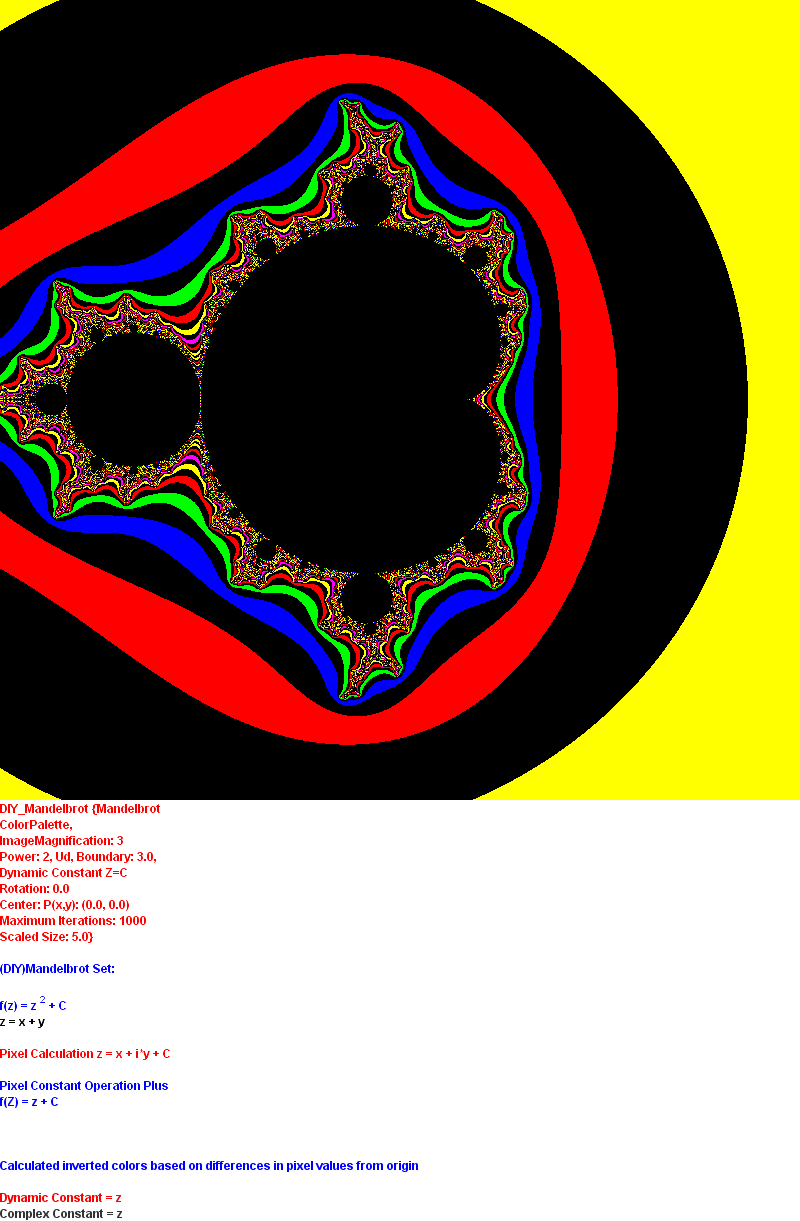 DIY_Mandelbrot {Mandelbrot
ColorPalette,
ImageMagnification: 3
Power: 2, Ud, Boundary: 3.0,
Dynamic Constant Z=C
Rotation: 0.0
Center: P(x,y): (0.0, 0.0)
Maximum Iterations: 1000
Scaled Size: 5.0}
(DIY)Mandelbrot Set:
f(z) = z ² + C
z = x + y
Pixel Calculation z = x + i*y + C
Pixel Constant Operation Plus
f(Z) = z + C
Calculated inverted colors based on differences in pixel values from origin
Dynamic Constant = z
Complex Constant = z